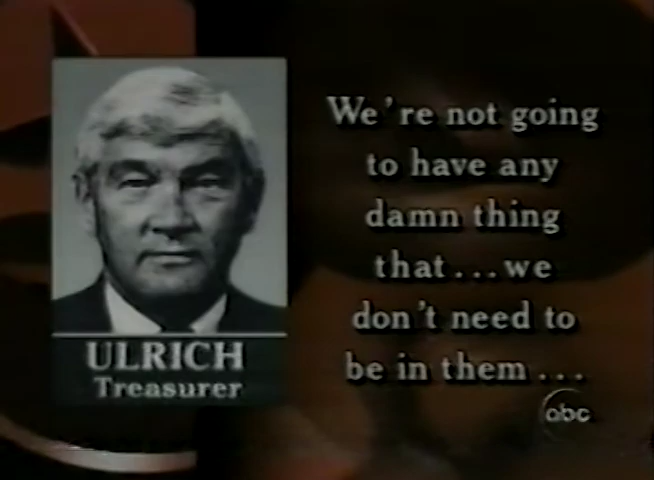 ULRICH
Treasurer
We're not going
to have any
damn thing
that...we
don't need to
be in them...
abc